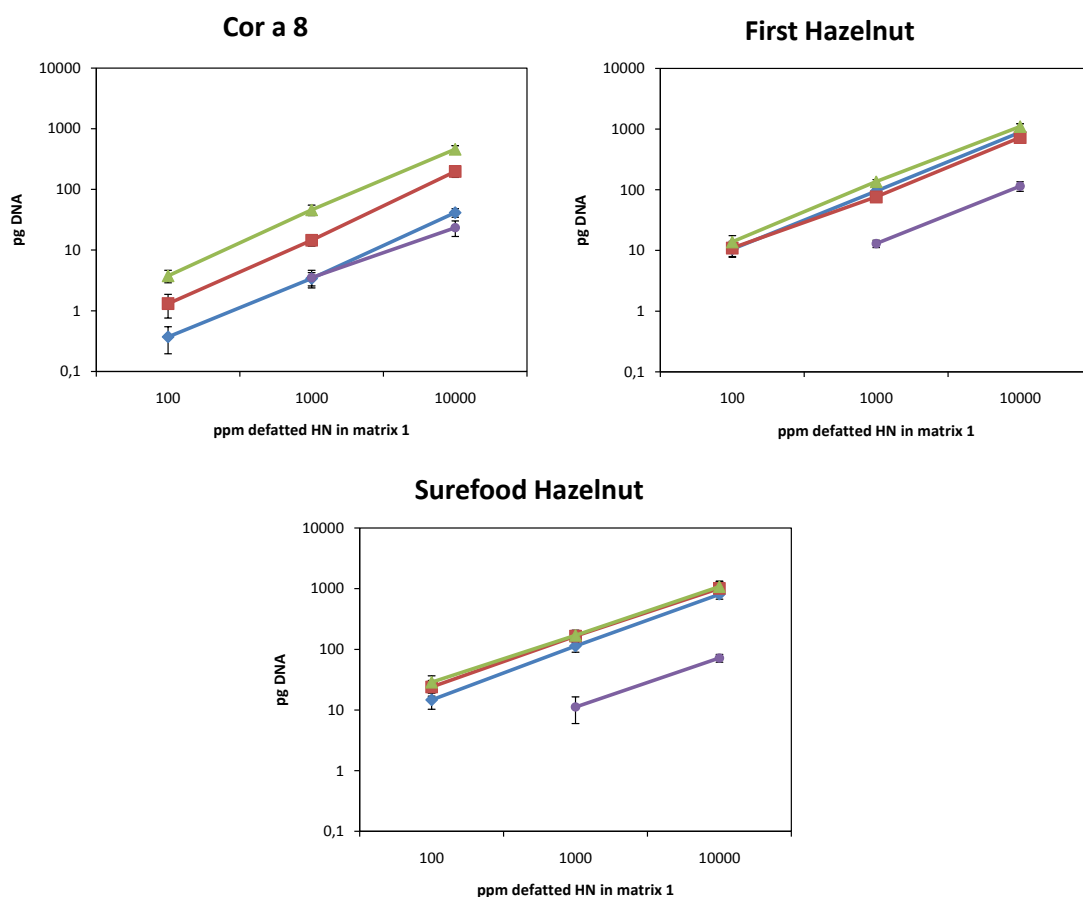 Cor a 8
10000
1000
100
10
1
0,1
pg DNA
100 1000 10000
ppm defatted HN in matrix 1
First Hazelnut
10000
1000
100
10
1
0,1
pg DNA
100 1000 10000
ppm defatted HN in matrix 1
Surefood Hazelnut
10000
1000
100
10
1
0,1
pg DNA
100 1000 10000
ppm defatted HN in matrix 1